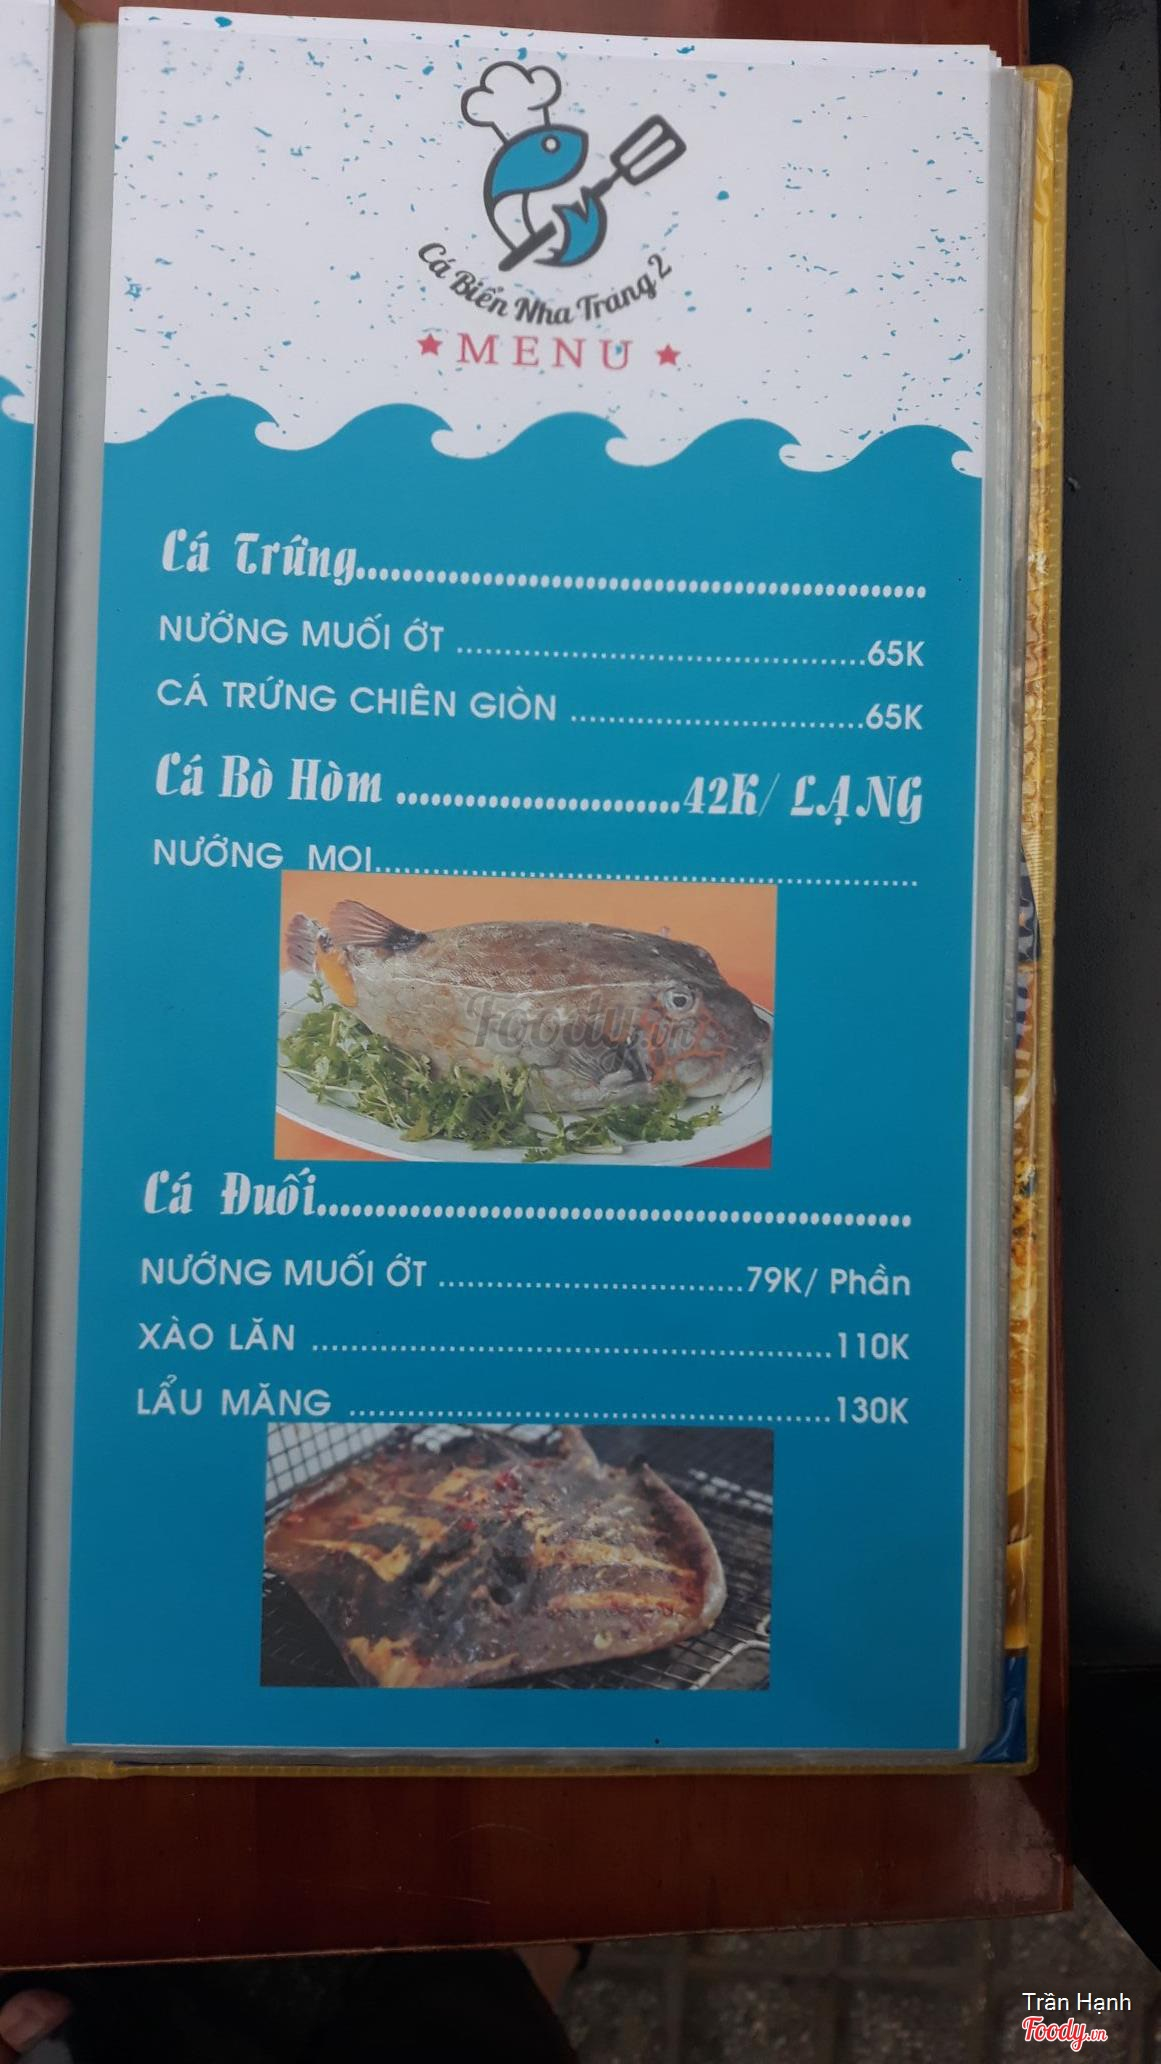 Cá Biển Nha Trang 2
★ MENU ★
Cá Trứng........................................................
NƯỚNG MUỐI ỚT ...........................................65K
CÁ TRỨNG CHIÊN GIÒN ...............................65K
Cá Bò Hòm .........................42K/ LẠNG
NƯỚNG MOI.........................................................
Foody.vn
Cá Đuối..........................................................
NƯỚNG MUỐI ỚT ................................79K/ Phần
XÀO LĂN .......................................................110K
LẨU MĂNG ...................................................130K
Trần Hạnh
Foody.vn